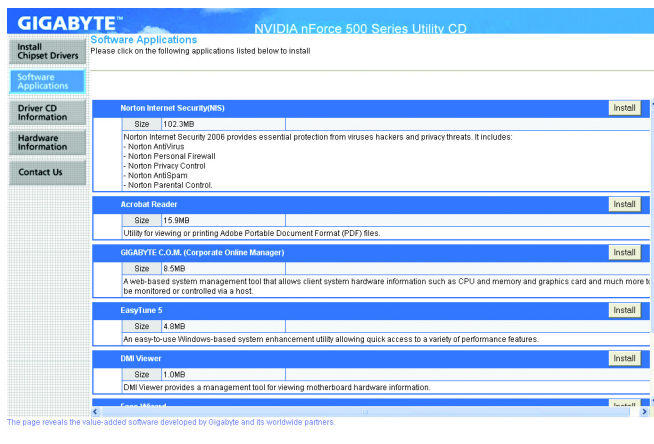 GIGABYTE™
NVIDIA nForce 500 Series Utility CD
Install
Chipset Drivers
Software
Applications
Driver CD
Information
Hardware
Information
Contact Us
Software Applications
Please click on the following applications listed below to install
Norton Internet Security(NIS) Install
Size 102.3MB
Norton Internet Security 2006 provides essential protection from viruses hackers and privacy threats. It includes:
- Norton AntiVirus
- Norton Personal Firewall
- Norton Privacy Control
- Norton AntiSpam
- Norton Parental Control.
Acrobat Reader Install
Size 15.9MB
Utility for viewing or printing Adobe Portable Document Format (PDF) files.
GIGABYTE C.O.M. (Corporate Online Manager) Install
Size 8.5MB
A web-based system management tool that allows client system hardware information such as CPU and memory and graphics card and much more to
be monitored or controlled via a host.
EasyTune 5 Install
Size 4.8MB
An easy-to-use Windows-based system enhancement utility allowing quick access to a variety of performance features.
DMI Viewer Install
Size 1.0MB
DMI Viewer provides a management tool for viewing motherboard hardware information.
Install
The page reveals the value-added software developed by Gigabyte and its worldwide partners.